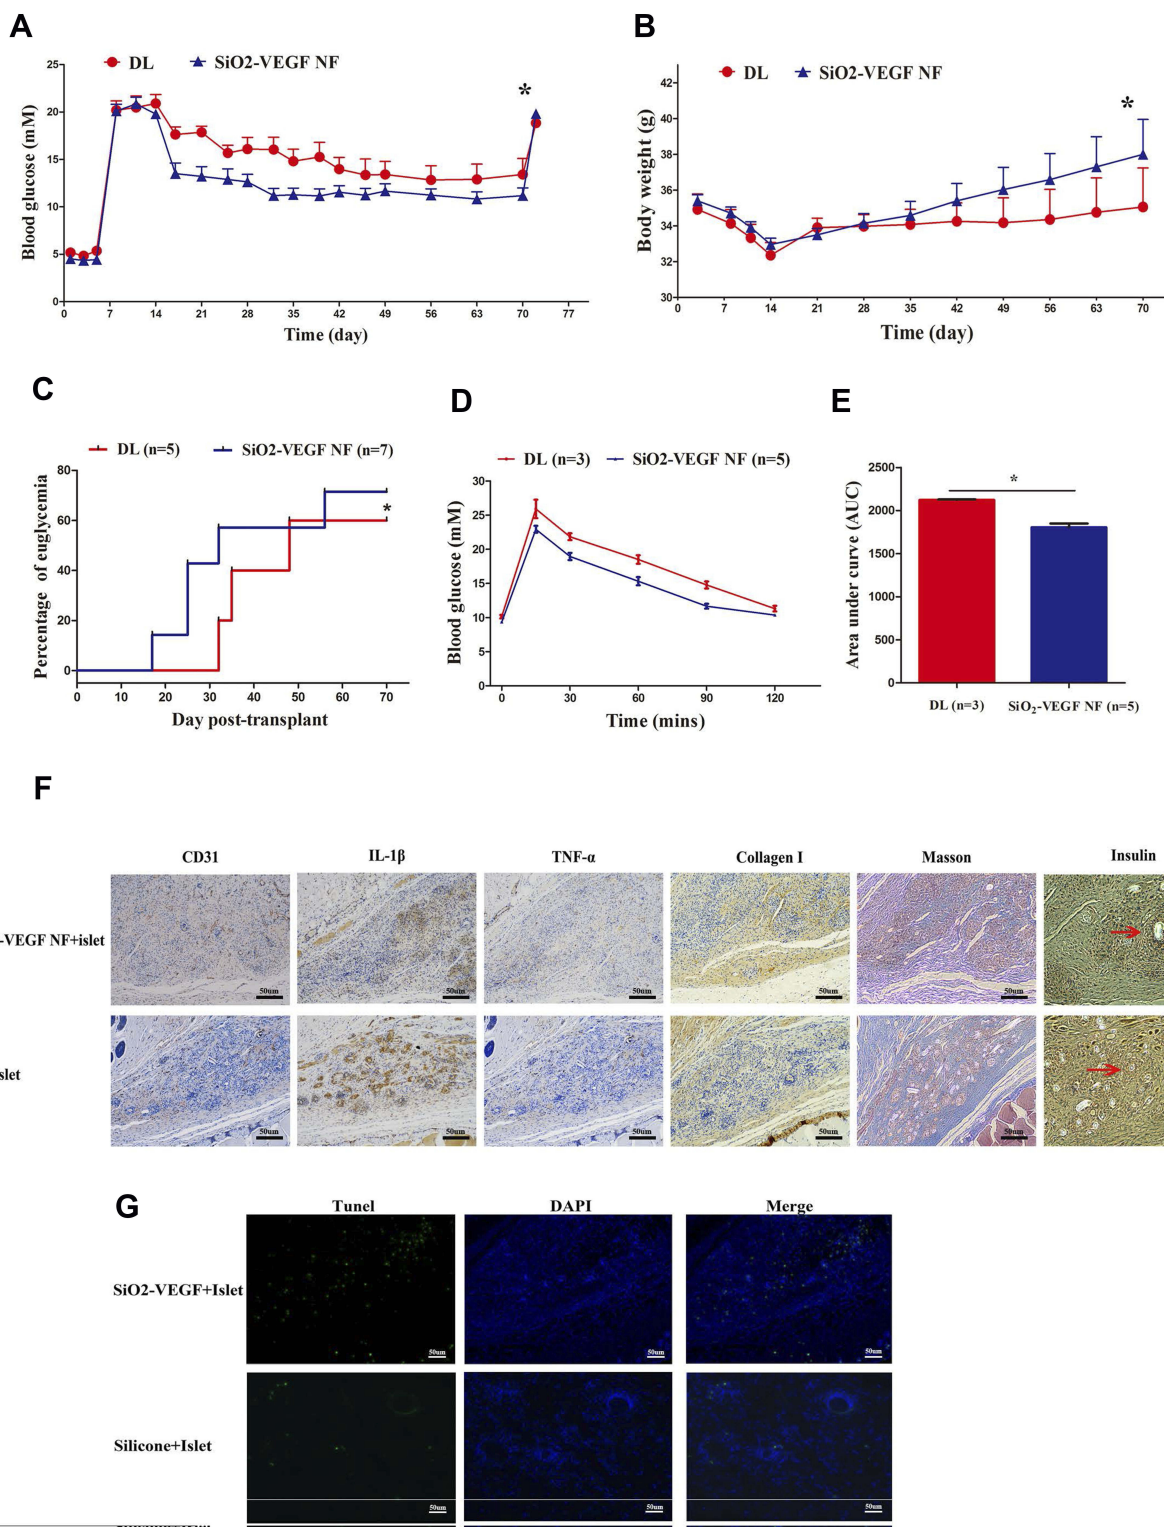 A
DL
SiO2-VEGF NF
*
25
20
15
10
5
0
Blood glucose (mM)
0 7 14 21 28 35 42 49 56 63 70 77
Time (day)
B
DL
SiO2-VEGF NF
*
42
40
38
36
34
32
30
Body weight (g)
0 7 14 21 28 35 42 49 56 63 70
Time (day)
C
DL (n=5)
SiO2-VEGF NF (n=7)
80
60
40
20
0
*
Percentage of euglycemia
0 10 20 30 40 50 60 70
Day post-transplant
D
DL (n=3)
SiO2-VEGF NF (n=5)
30
25
20
15
10
5
0
Blood glucose (mM)
0 30 60 90 120
Time (mins)
E
2500
2000
1500
1000
500
0
*
Area under curve (AUC)
DL (n=3)
SiO₂-VEGF NF (n=5)
F
CD31 IL-1β TNF-α Collagen I Masson Insulin
-VEGF NF+islet
50um 50um 50um 50um 50um
slet
50um 50um 50um 50um 50um
G
Tunel DAPI Merge
SiO2-VEGF+Islet
50um 50um 50um
Silicone+Islet
50um 50um 50um